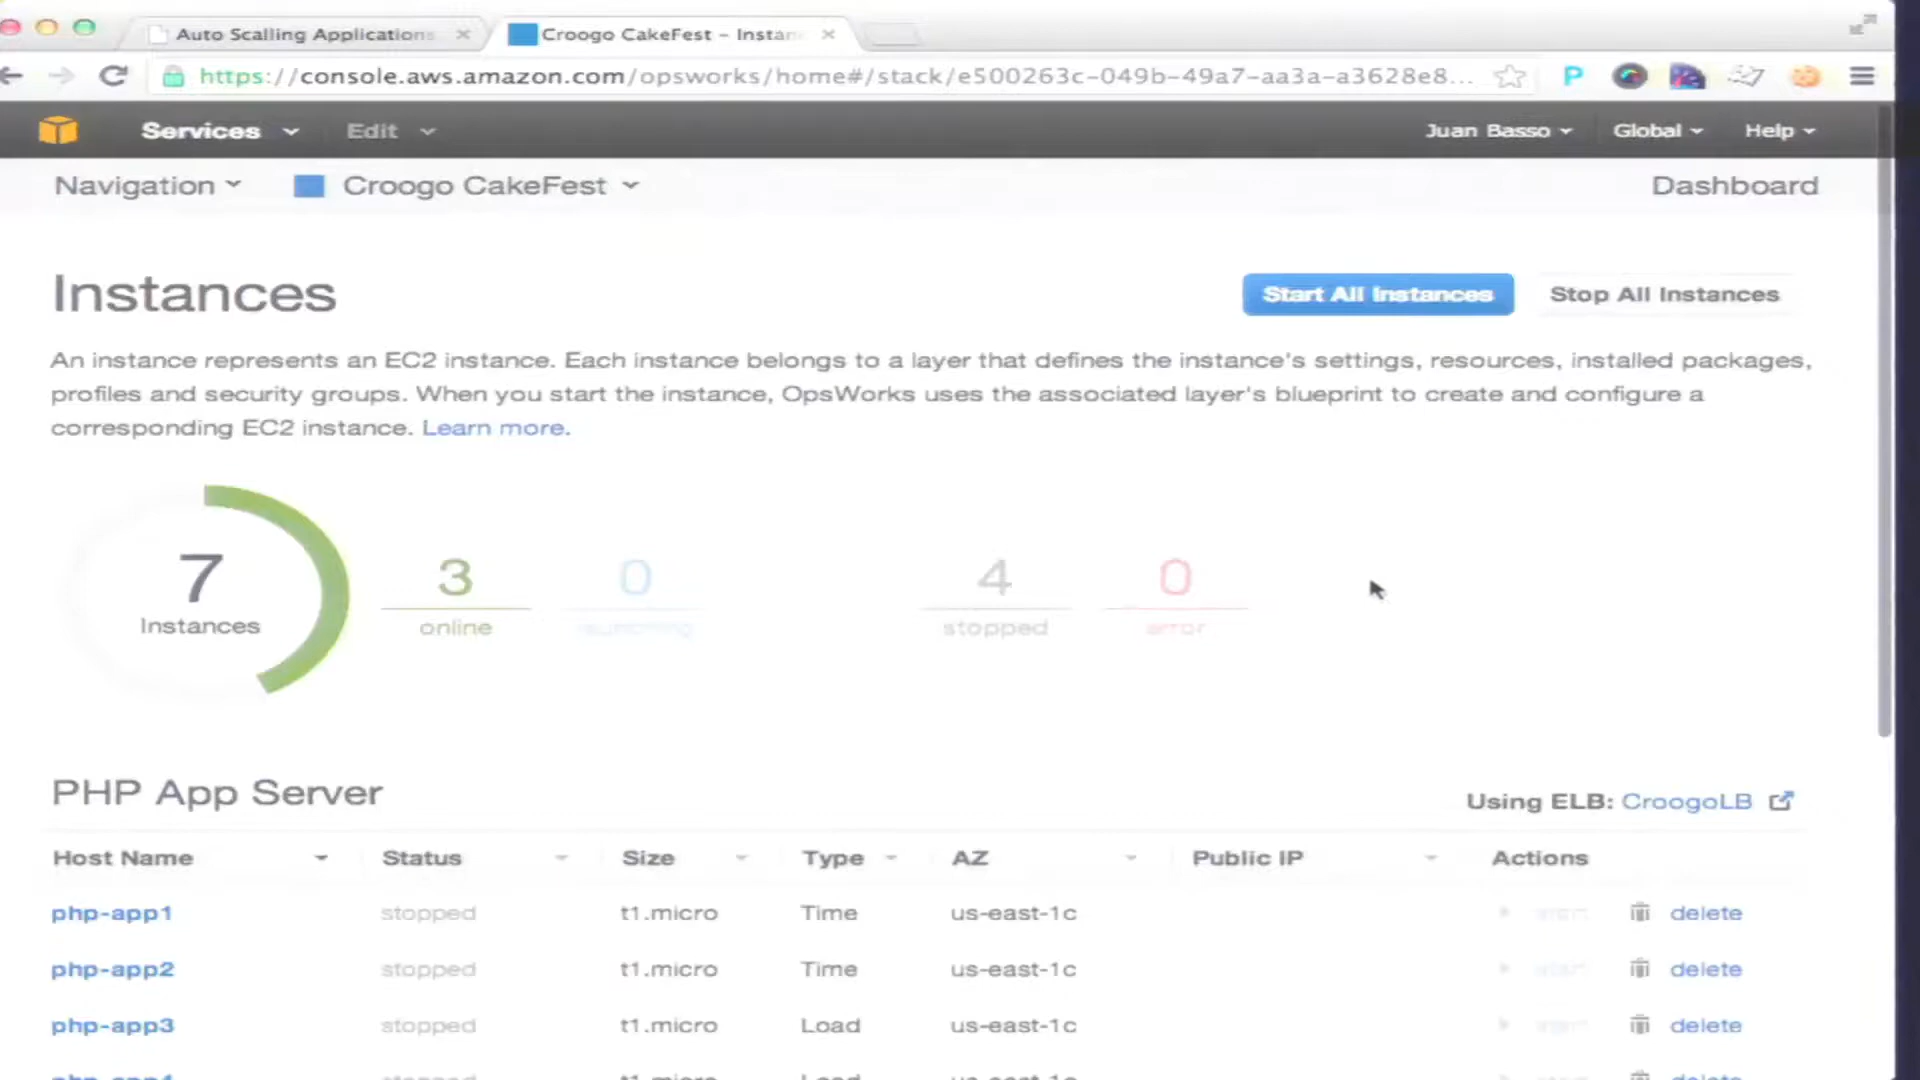 Auto Scalling Applications
Croogo CakeFest – Instan
https://console.aws.amazon.com/opsworks/home#/stack/e500263c-049b-49a7-aa3a-a3628e8...
Services Edit Juan Basso Global Help
Navigation Croogo CakeFest Dashboard
Instances
Start All Instances Stop All Instances
An instance represents an EC2 instance. Each instance belongs to a layer that defines the instance's settings, resources, installed packages,
profiles and security groups. When you start the instance, OpsWorks uses the associated layer's blueprint to create and configure a
corresponding EC2 instance. Learn more.
7 3 0 4 0
Instances online stopped error
PHP App Server
Using ELB: CroogoLB
Host Name Status Size Type AZ Public IP Actions
php-app1 stopped t1.micro Time us-east-1c start delete
php-app2 stopped t1.micro Time us-east-1c start delete
php-app3 stopped t1.micro Load us-east-1c start delete